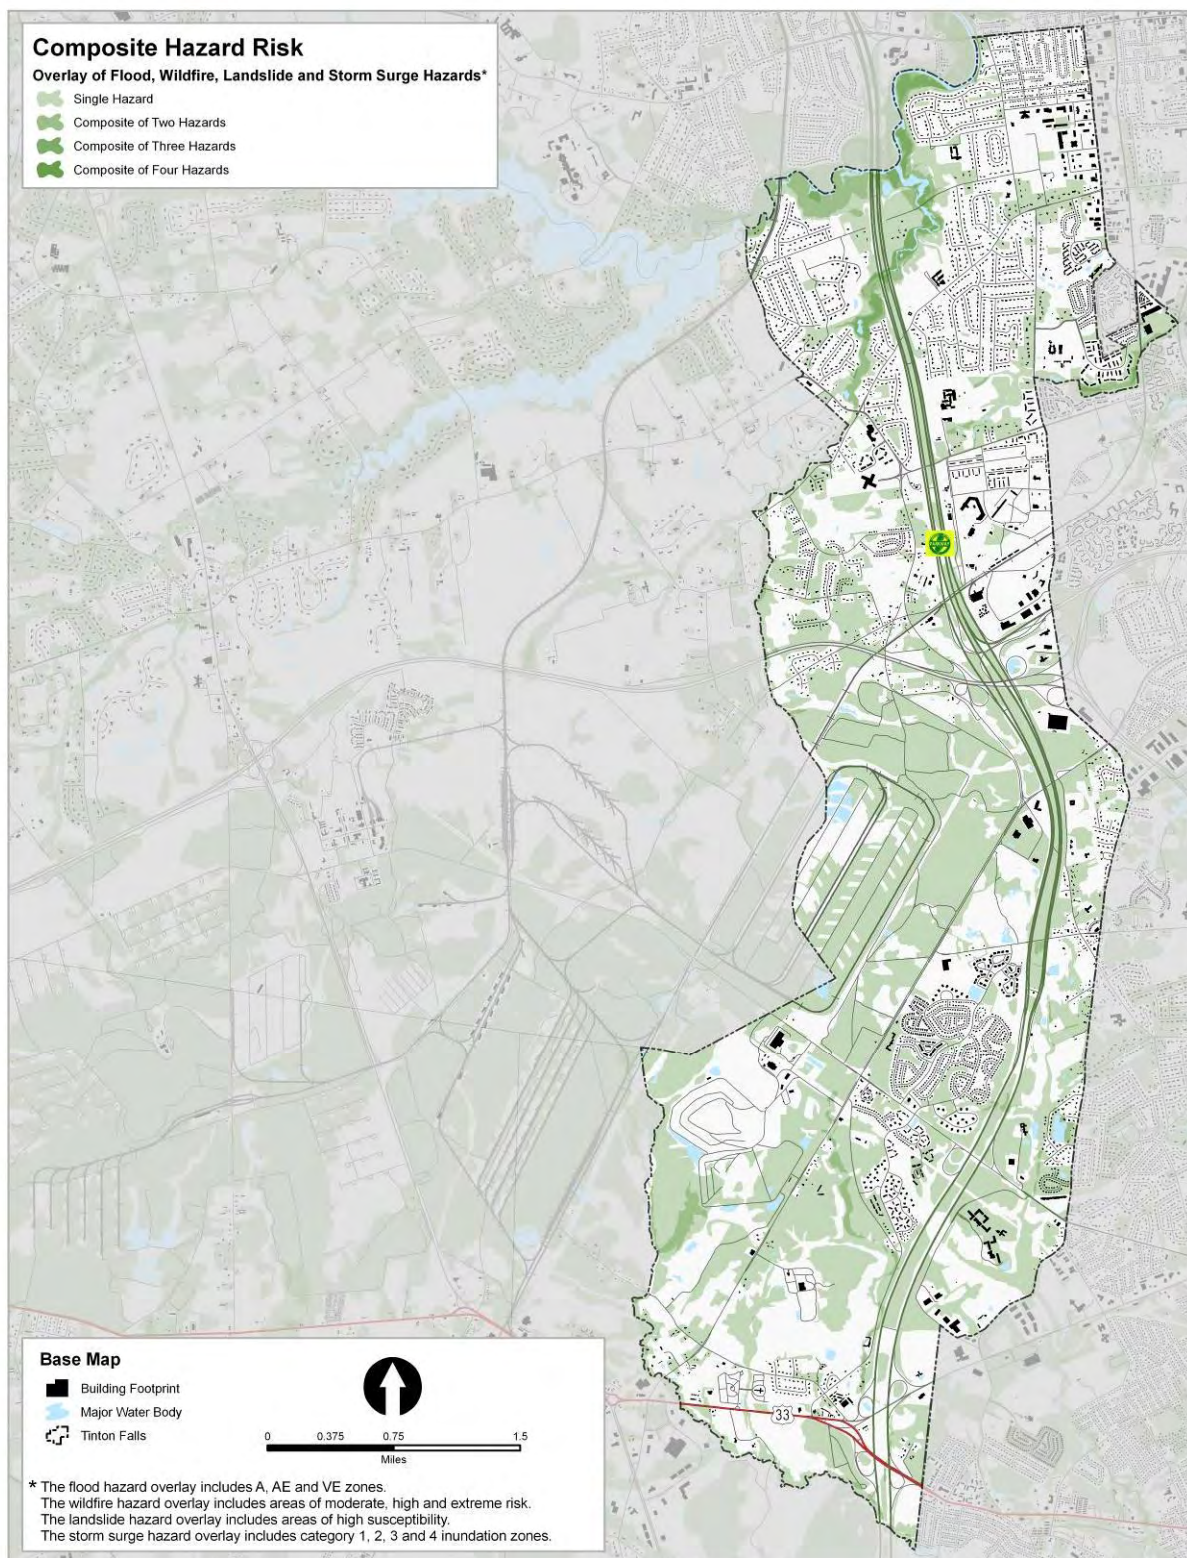 Composite Hazard Risk
Overlay of Flood, Wildfire, Landslide and Storm Surge Hazards*
Single Hazard
Composite of Two Hazards
Composite of Three Hazards
Composite of Four Hazards
33
Base Map
Building Footprint
Major Water Body
Tinton Falls
0 0.375 0.75 1.5
Miles
* The flood hazard overlay includes A, AE and VE zones.
The wildfire hazard overlay includes areas of moderate, high and extreme risk.
The landslide hazard overlay includes areas of high susceptibility.
The storm surge hazard overlay includes category 1, 2, 3 and 4 inundation zones.